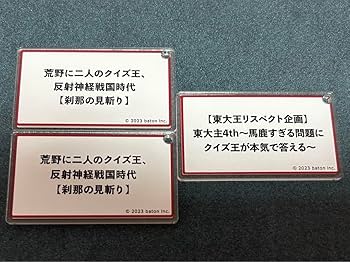 荒野に二人のクイズ王、
反射神経戦国時代
【刹那の見斬り】
© 2023 baton Inc.
荒野に二人のクイズ王、
反射神経戦国時代
【刹那の見斬り】
© 2023 baton Inc.
【東大王リスペクト企画】
東大主4th〜馬鹿すぎる問題に
クイズ王が本気で答える〜
© 2023 baton Inc.